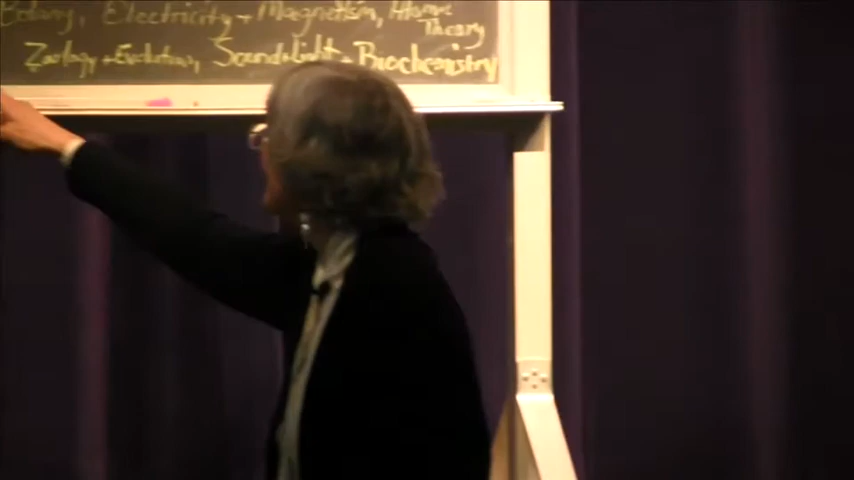 Botany, Electricity + Magnetism, Atomic Theory
Zoology + Evolution, Sound + Light + Biochemistry